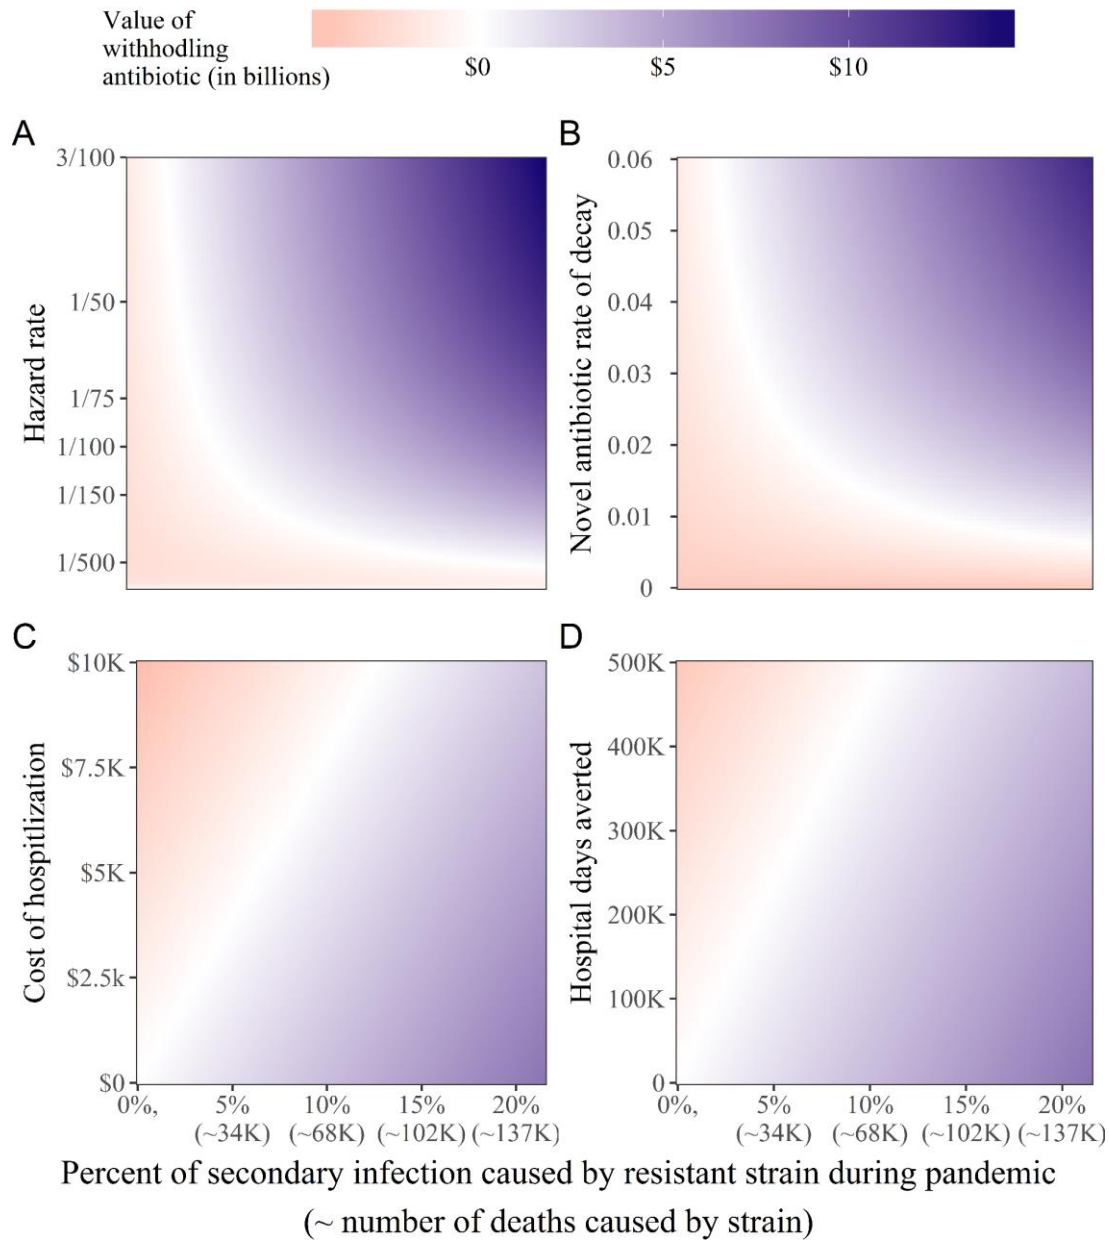 Value of
withhodling
antibiotic (in billions)
$0 $5 $10
A
Hazard rate
3/100
1/50
1/75
1/100
1/150
1/500
B
Novel antibiotic rate of decay
0.06
0.05
0.04
0.03
0.02
0.01
0
C
Cost of hospitlization
$10K
$7.5K
$5K
$2.5k
$0
0%, 5% 10% 15% 20%
(~34K) (~68K) (~102K) (~137K)
D
Hospital days averted
500K
400K
300K
200K
100K
0
0%, 5% 10% 15% 20%
(~34K) (~68K) (~102K) (~137K)
Percent of secondary infection caused by resistant strain during pandemic
(~ number of deaths caused by strain)